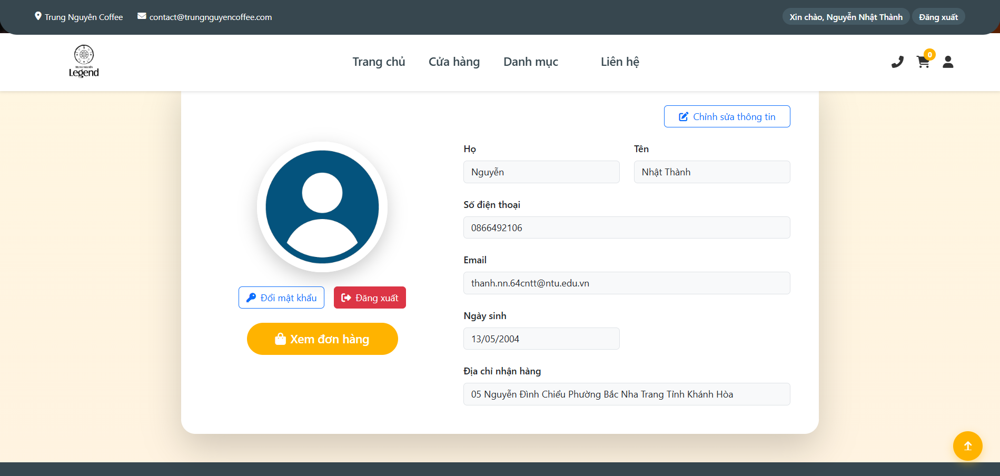 Trung Nguyên Coffee
contact@trungnguyencoffee.com
Xin chào, Nguyễn Nhật Thành
Đăng xuất
TRUNG NGUYÊN
Legend
Trang chủ
Cửa hàng
Danh mục
Liên hệ
0
Chỉnh sửa thông tin
Họ
Tên
Nguyễn
Nhật Thành
Số điện thoại
0866492106
Email
thanh.nn.64cntt@ntu.edu.vn
Đổi mật khẩu
Đăng xuất
Ngày sinh
Xem đơn hàng
13/05/2004
Địa chỉ nhận hàng
05 Nguyễn Đình Chiểu Phường Bắc Nha Trang Tỉnh Khánh Hòa